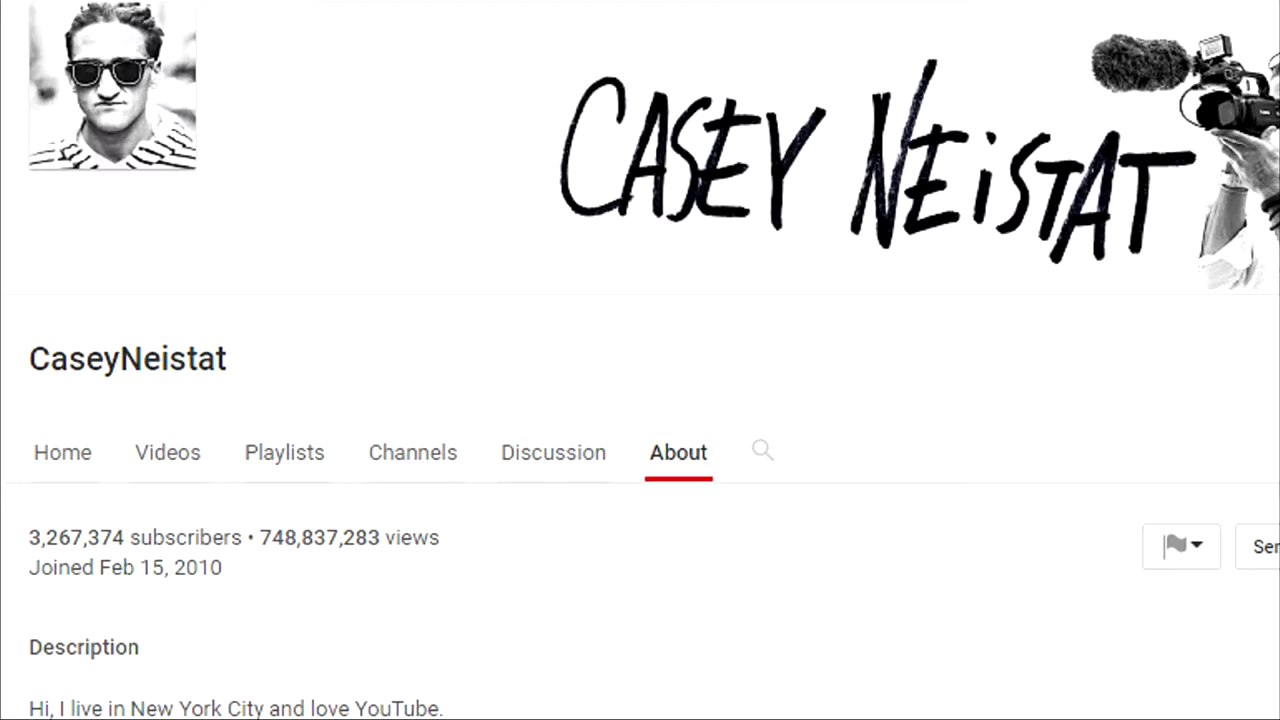 CASEY NEiSTAT
CaseyNeistat
Home Videos Playlists Channels Discussion About
3,267,374 subscribers • 748,837,283 views
Joined Feb 15, 2010
Description
Hi, I live in New York City and love YouTube.